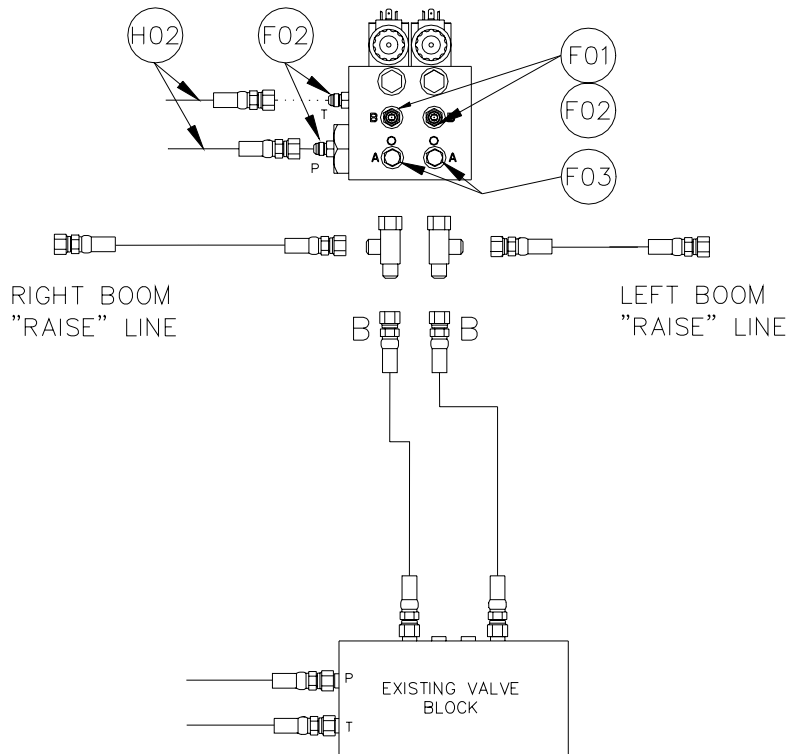 H02
F02
F01
F02
F03
T
B
P
A
A
RIGHT BOOM
"RAISE" LINE
LEFT BOOM
"RAISE" LINE
B
B
P
EXISTING VALVE
BLOCK
T